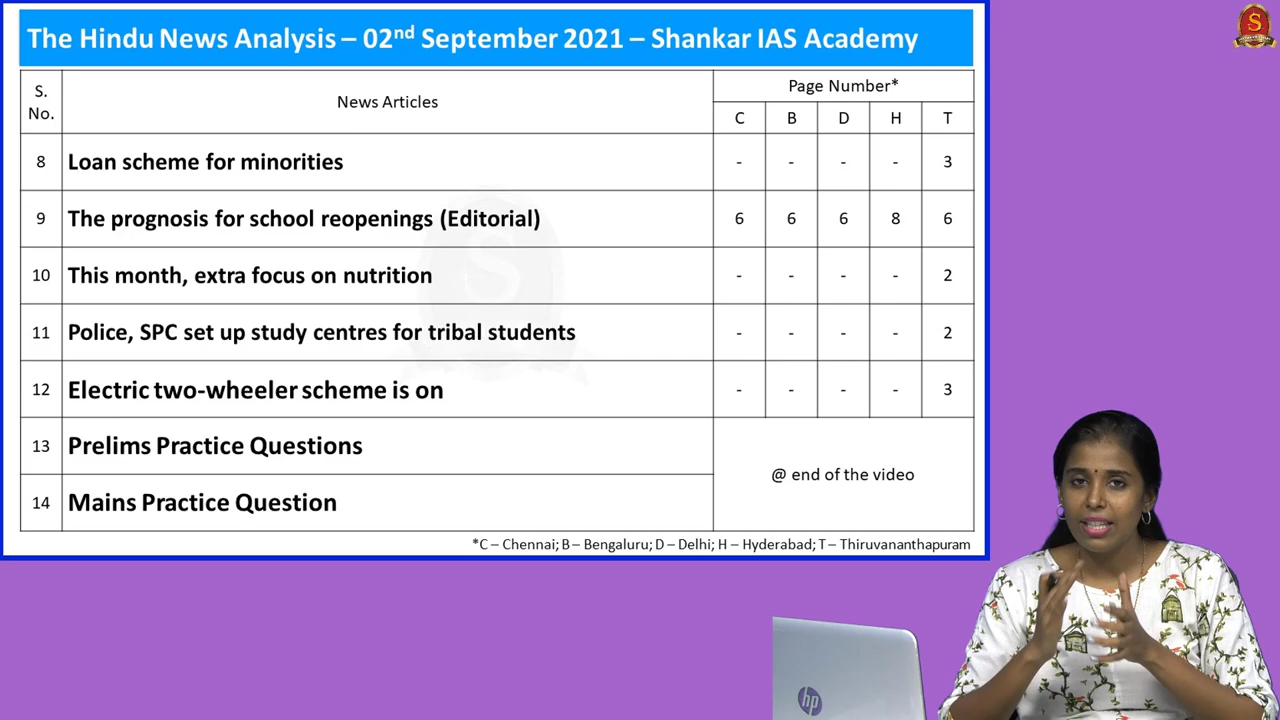 The Hindu News Analysis – 02nd September 2021 – Shankar IAS Academy
S. No.
News Articles
Page Number*
C B D H T
8 Loan scheme for minorities - - - - 3
9 The prognosis for school reopenings (Editorial) 6 6 6 8 6
10 This month, extra focus on nutrition - - - - 2
11 Police, SPC set up study centres for tribal students - - - - 2
12 Electric two-wheeler scheme is on - - - - 3
13 Prelims Practice Questions
@ end of the video
14 Mains Practice Question
*C – Chennai; B – Bengaluru; D – Delhi; H – Hyderabad; T – Thiruvananthapuram
S
hp